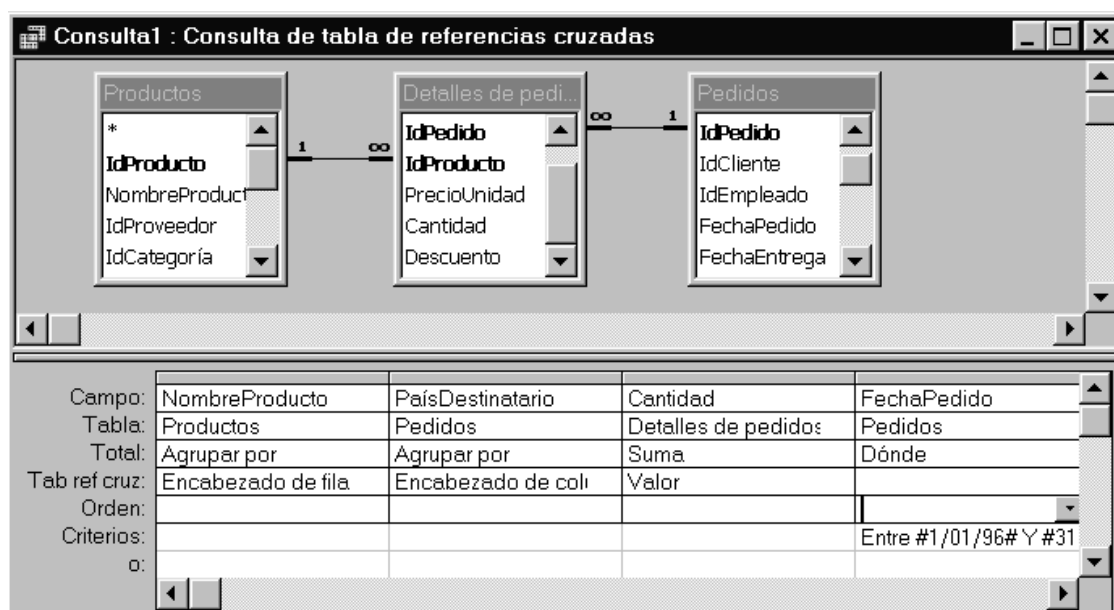 Consulta1 : Consulta de tabla de referencias cruzadas
Productos
*
IdProducto
NombreProduct
IdProveedor
IdCategoría
1 ∞
Detalles de pedi...
IdPedido
IdProducto
PrecioUnidad
Cantidad
Descuento
∞ 1
Pedidos
IdPedido
IdCliente
IdEmpleado
FechaPedido
FechaEntrega
Campo: NombreProducto PaísDestinatario Cantidad FechaPedido
Tabla: Productos Pedidos Detalles de pedidos Pedidos
Total: Agrupar por Agrupar por Suma Dónde
Tab ref cruz: Encabezado de fila Encabezado de colu Valor
Orden:
Criterios: Entre #1/01/96# Y #31
o: